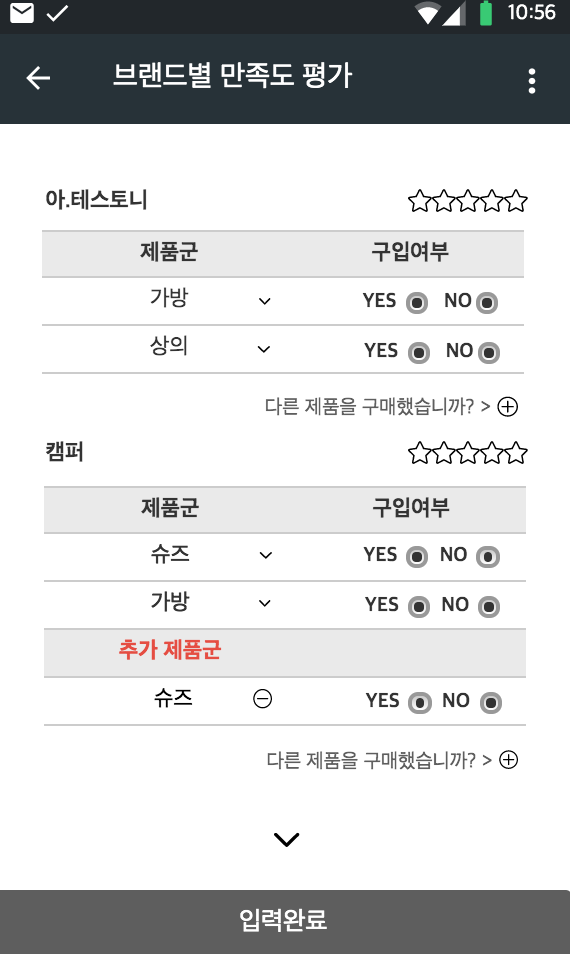 10:56
브랜드별 만족도 평가
아.테스토니
제품군 구입여부
가방 YES NO
상의 YES NO
다른 제품을 구매했습니까? >
캠퍼
제품군 구입여부
슈즈 YES NO
가방 YES NO
추가 제품군
슈즈 YES NO
다른 제품을 구매했습니까? >
입력완료